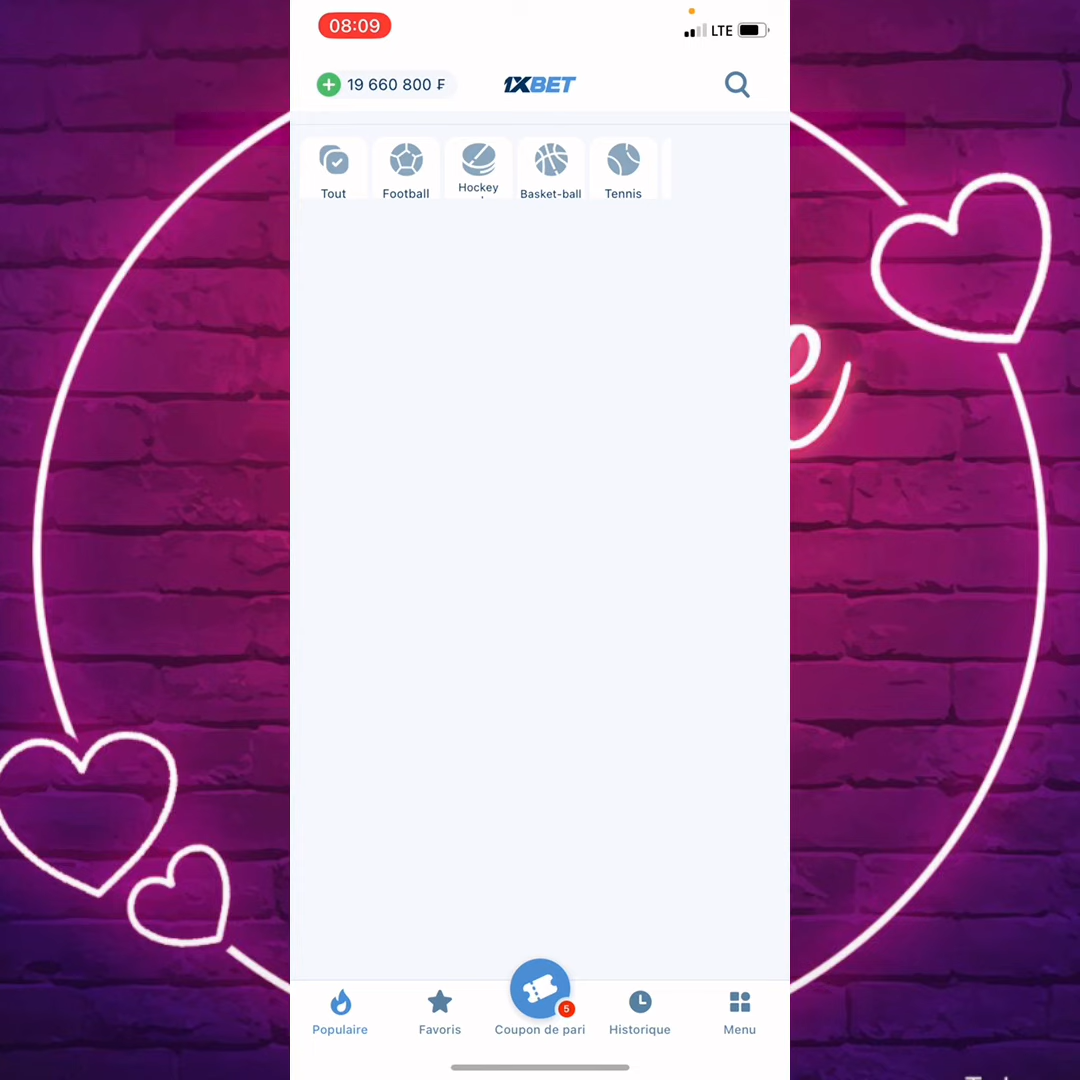 08:09
LTE
19 660 800 ₣
1XBET
Tout
Football
Hockey
Basket-ball
Tennis
5
Populaire
Favoris
Coupon de pari
Historique
Menu